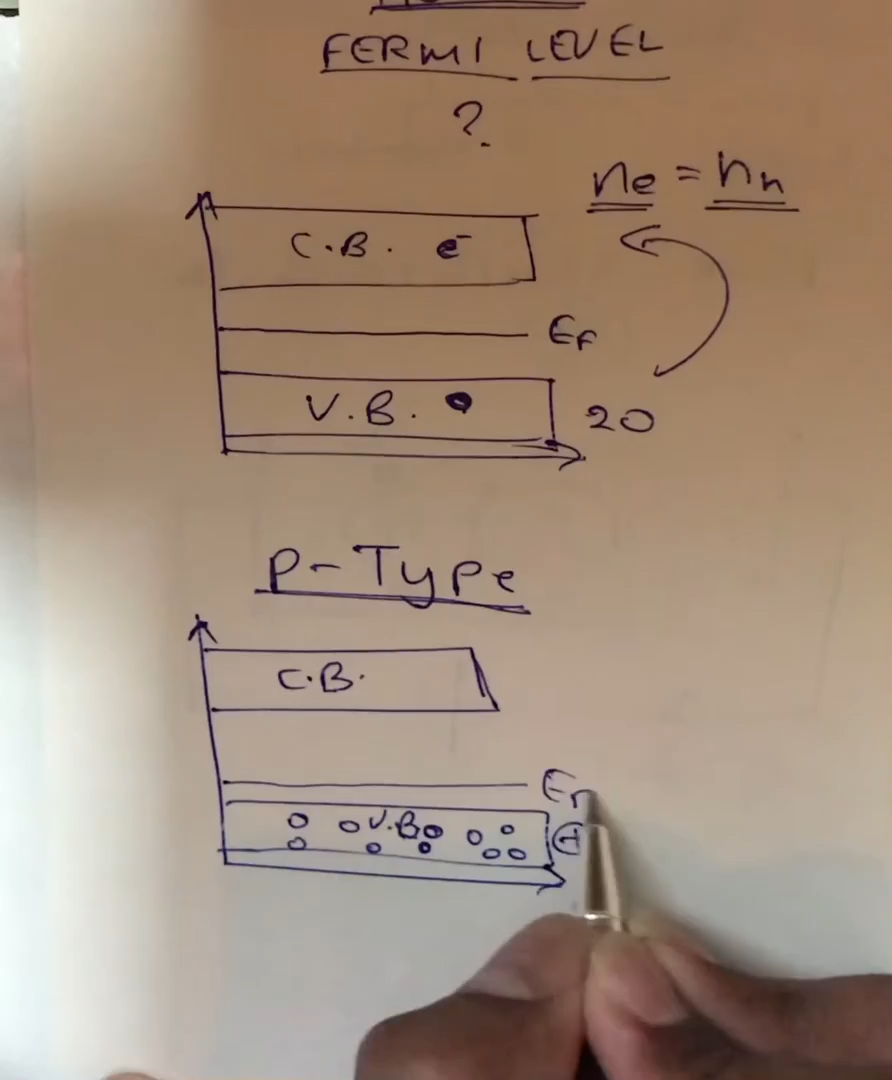 FERMI LEVEL
?
ne = nh
C.B. e⁻
EF
V.B.
20
P-Type
C.B.
V.B